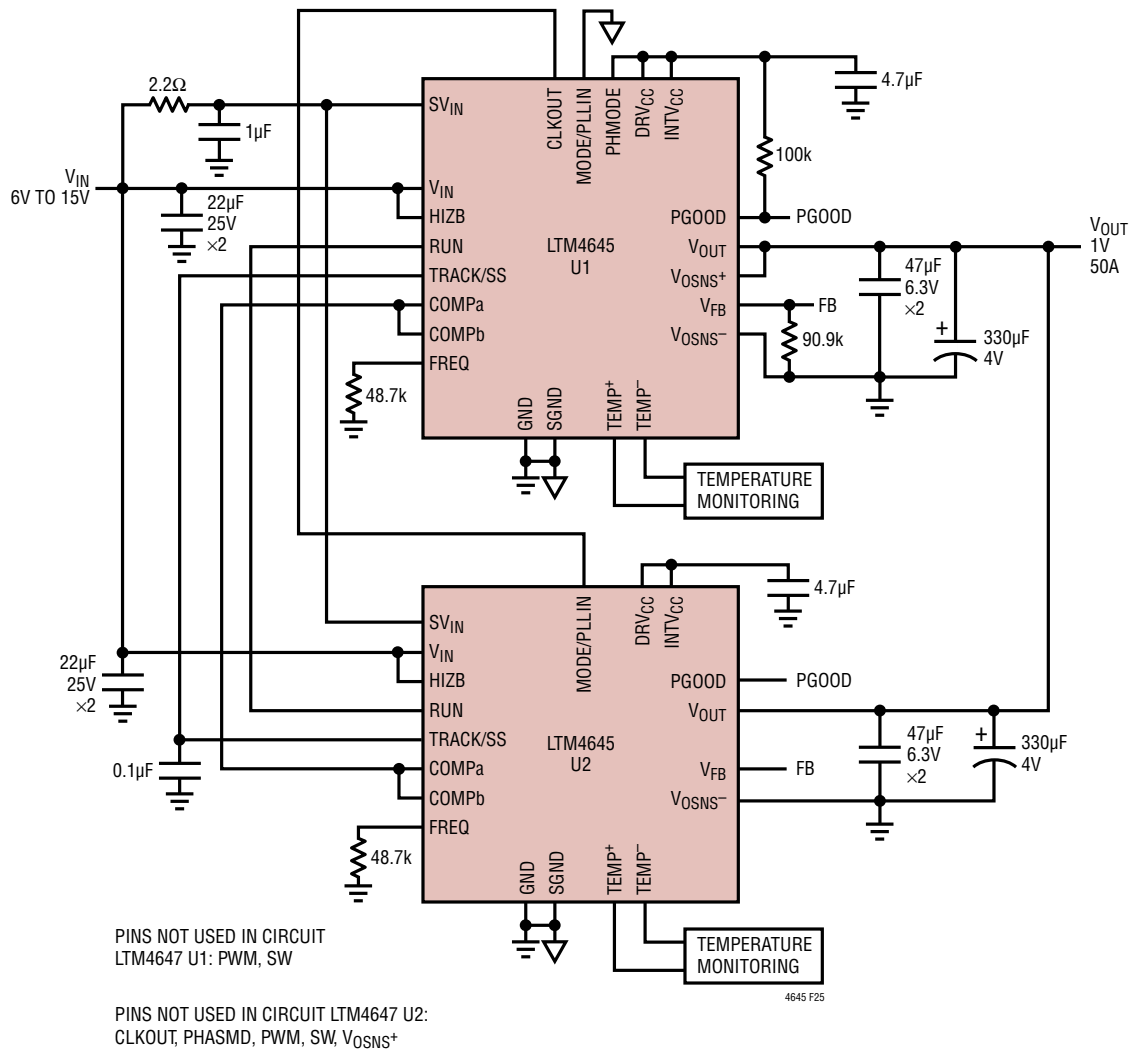 2.2Ω
1µF
VIN
6V TO 15V
22µF
25V
×2
4.7µF
100k
CLKOUT
MODE/PLLIN
PHMODE
DRVCC
INTVCC
SVIN
VIN
HIZB
RUN
TRACK/SS
COMPa
COMPb
FREQ
48.7k
LTM4645
U1
PGOOD
PGOOD
VOUT
VOSNS+
VFB
FB
VOSNS–
90.9k
47µF
6.3V
×2
+
330µF
4V
VOUT
1V
50A
GND
SGND
TEMP+
TEMP–
TEMPERATURE
MONITORING
4.7µF
MODE/PLLIN
DRVCC
INTVCC
SVIN
VIN
HIZB
RUN
TRACK/SS
COMPa
COMPb
FREQ
22µF
25V
×2
0.1µF
48.7k
LTM4645
U2
PGOOD
PGOOD
VOUT
VFB
FB
VOSNS–
47µF
6.3V
×2
+
330µF
4V
GND
SGND
TEMP+
TEMP–
TEMPERATURE
MONITORING
4645 F25
PINS NOT USED IN CIRCUIT
LTM4647 U1: PWM, SW
PINS NOT USED IN CIRCUIT LTM4647 U2:
CLKOUT, PHASMD, PWM, SW, VOSNS+